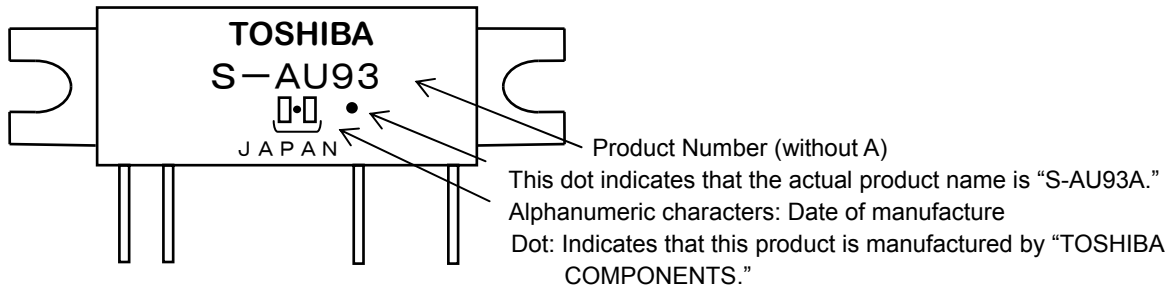 TOSHIBA
S－AU93
▯•▯ •
JAPAN
Product Number (without A)
This dot indicates that the actual product name is “S-AU93A.”
Alphanumeric characters: Date of manufacture
Dot: Indicates that this product is manufactured by “TOSHIBA
COMPONENTS.”